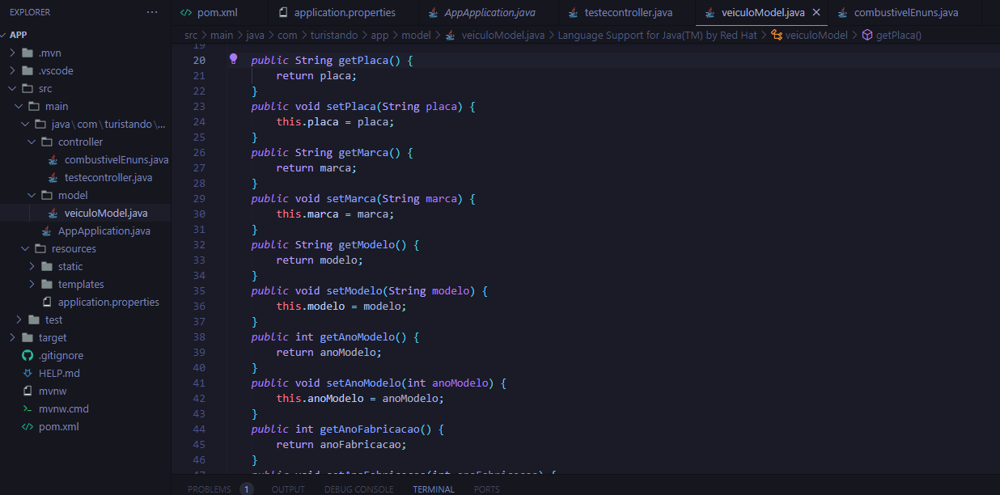 EXPLORER ...
pom.xml application.properties AppApplication.java testecontroller.java veiculoModel.java combustivelEnuns.java
APP
src > main > java > com > turistando > app > model > veiculoModel.java > Language Support for Java(TM) by Red Hat > veiculoModel > getPlaca()
.mvn
.vscode
src
main
java\com\turistando\...
controller
combustivelEnuns.java
testecontroller.java
model
veiculoModel.java
AppApplication.java
resources
static
templates
application.properties
test
target
.gitignore
HELP.md
mvnw
mvnw.cmd
pom.xml
19
20 public String getPlaca() {
21 return placa;
22 }
23 public void setPlaca(String placa) {
24 this.placa = placa;
25 }
26 public String getMarca() {
27 return marca;
28 }
29 public void setMarca(String marca) {
30 this.marca = marca;
31 }
32 public String getModelo() {
33 return modelo;
34 }
35 public void setModelo(String modelo) {
36 this.modelo = modelo;
37 }
38 public int getAnoModelo() {
39 return anoModelo;
40 }
41 public void setAnoModelo(int anoModelo) {
42 this.anoModelo = anoModelo;
43 }
44 public int getAnoFabricacao() {
45 return anoFabricacao;
46 }
47 public void setAnoFabricacao(int anoFabricacao) {
PROBLEMS 1 OUTPUT DEBUG CONSOLE TERMINAL PORTS